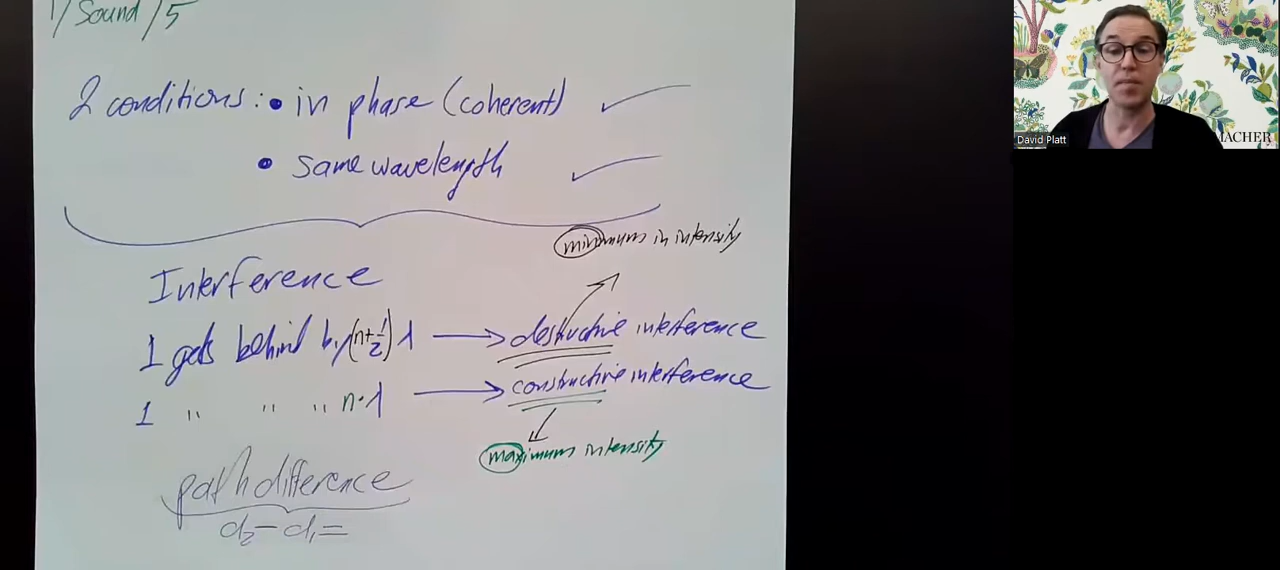 1/ Sound /5
2 conditions: • in phase (coherent) ✓
• same wavelength ✓
minimum in intensity
Interference
1 gets behind by (n+1/2) λ → destructive interference
1 " " " n·λ → constructive interference
maximum intensity
path difference
d₂ - d₁ =
David Platt
MACHER